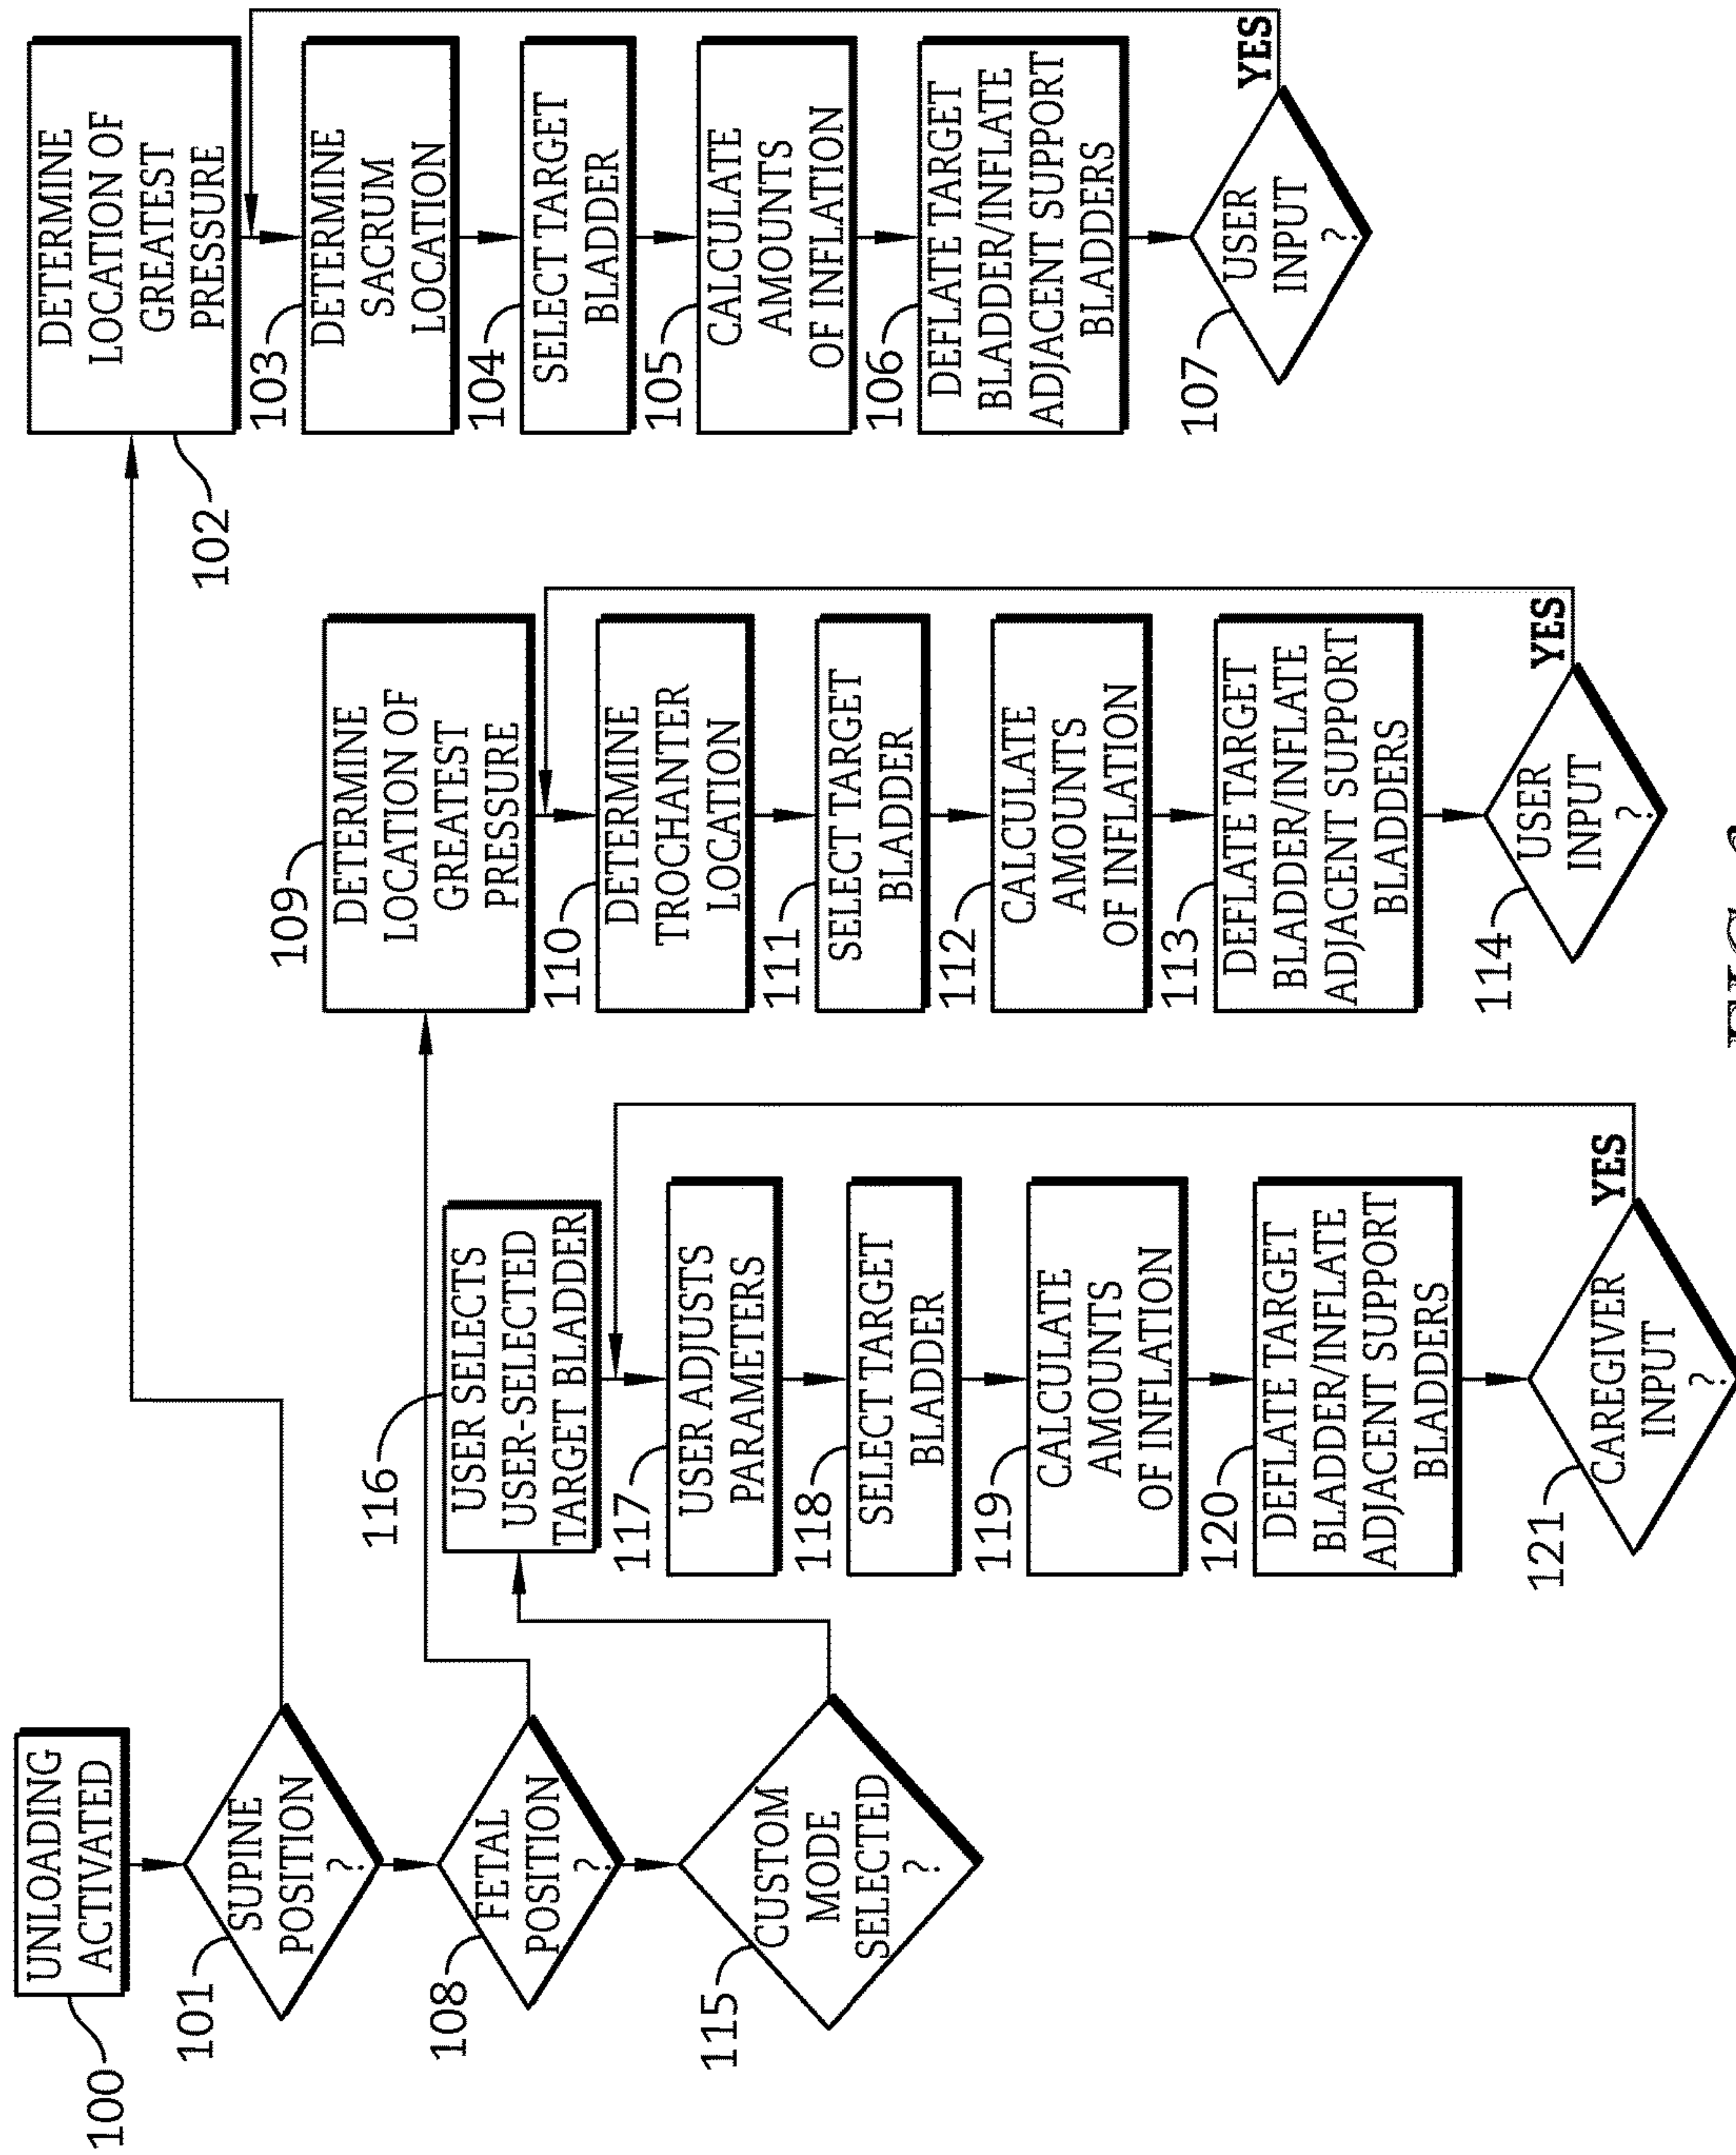 100
UNLOADING
ACTIVATED
101
SUPINE
POSITION
?
108
FETAL
POSITION
?
115
CUSTOM
MODE
SELECTED
?
116
USER SELECTS
USER-SELECTED
TARGET BLADDER
117
USER ADJUSTS
PARAMETERS
118
SELECT TARGET
BLADDER
119
CALCULATE
AMOUNTS
OF INFLATION
120
DEFLATE TARGET
BLADDER/INFLATE
ADJACENT SUPPORT
BLADDERS
121
CAREGIVER
INPUT
?
YES
109
DETERMINE
LOCATION OF
GREATEST
PRESSURE
110
DETERMINE
TROCHANTER
LOCATION
111
SELECT TARGET
BLADDER
112
CALCULATE
AMOUNTS
OF INFLATION
113
DEFLATE TARGET
BLADDER/INFLATE
ADJACENT SUPPORT
BLADDERS
114
USER
INPUT
?
YES
102
DETERMINE
LOCATION OF
GREATEST
PRESSURE
103
DETERMINE
SACRUM
LOCATION
104
SELECT TARGET
BLADDER
105
CALCULATE
AMOUNTS
OF INFLATION
106
DEFLATE TARGET
BLADDER/INFLATE
ADJACENT SUPPORT
BLADDERS
107
USER
INPUT
?
YES